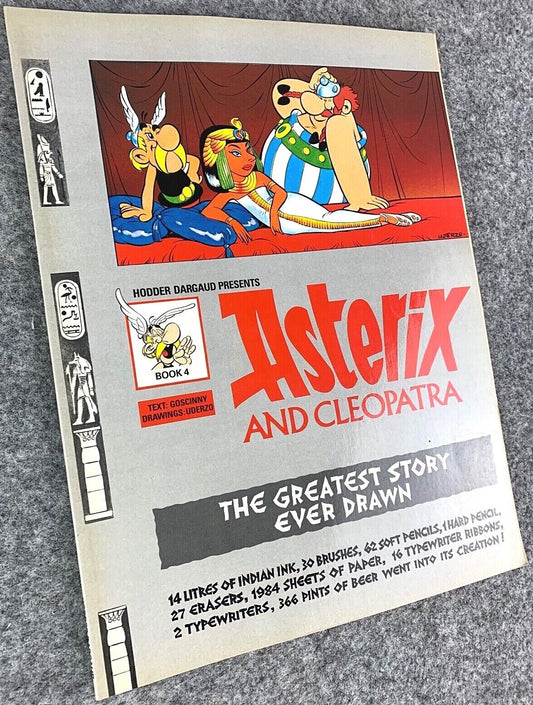 UDERZO
HODDER DARGAUD PRESENTS
BOOK 4
TEXT: GOSCINNY
DRAWINGS: UDERZO
Asterix
AND CLEOPATRA
THE GREATEST STORY
EVER DRAWN
14 LITRES OF INDIAN INK, 30 BRUSHES, 62 SOFT PENCILS, 1 HARD PENCIL,
27 ERASERS, 1984 SHEETS OF PAPER, 16 TYPEWRITER RIBBONS,
2 TYPEWRITERS, 366 PINTS OF BEER WENT INTO ITS CREATION!